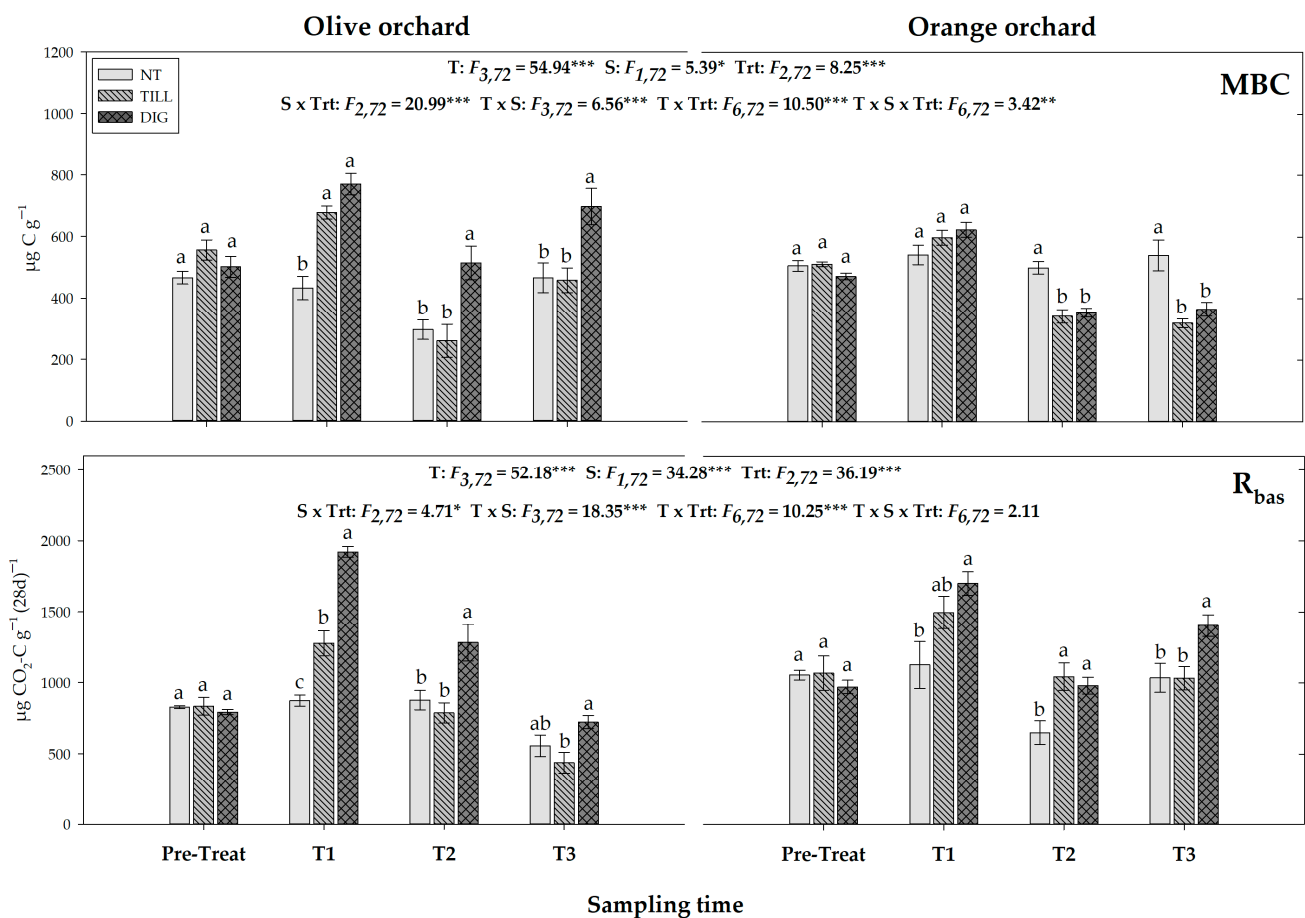 Olive orchard Orange orchard
1200
NT
TILL
DIG
T: F3,72 = 54.94*** S: F1,72 = 5.39* Trt: F2,72 = 8.25***
MBC
S x Trt: F2,72 = 20.99*** T x S: F3,72 = 6.56*** T x Trt: F6,72 = 10.50*** T x S x Trt: F6,72 = 3.42**
1000
800
600
400
200
0
µg C g⁻¹
a a a b a a b b a b b a
a a a a a a a b b a b b
2500
T: F3,72 = 52.18*** S: F1,72 = 34.28*** Trt: F2,72 = 36.19***
Rbas
S x Trt: F2,72 = 4.71* T x S: F3,72 = 18.35*** T x Trt: F6,72 = 10.25*** T x S x Trt: F6,72 = 2.11
2000
1500
1000
500
0
µg CO₂-C g⁻¹ (28d)⁻¹
a a a c b a b b a ab b a
a a a b ab a b a a b b a
Pre-Treat T1 T2 T3 Pre-Treat T1 T2 T3
Sampling time